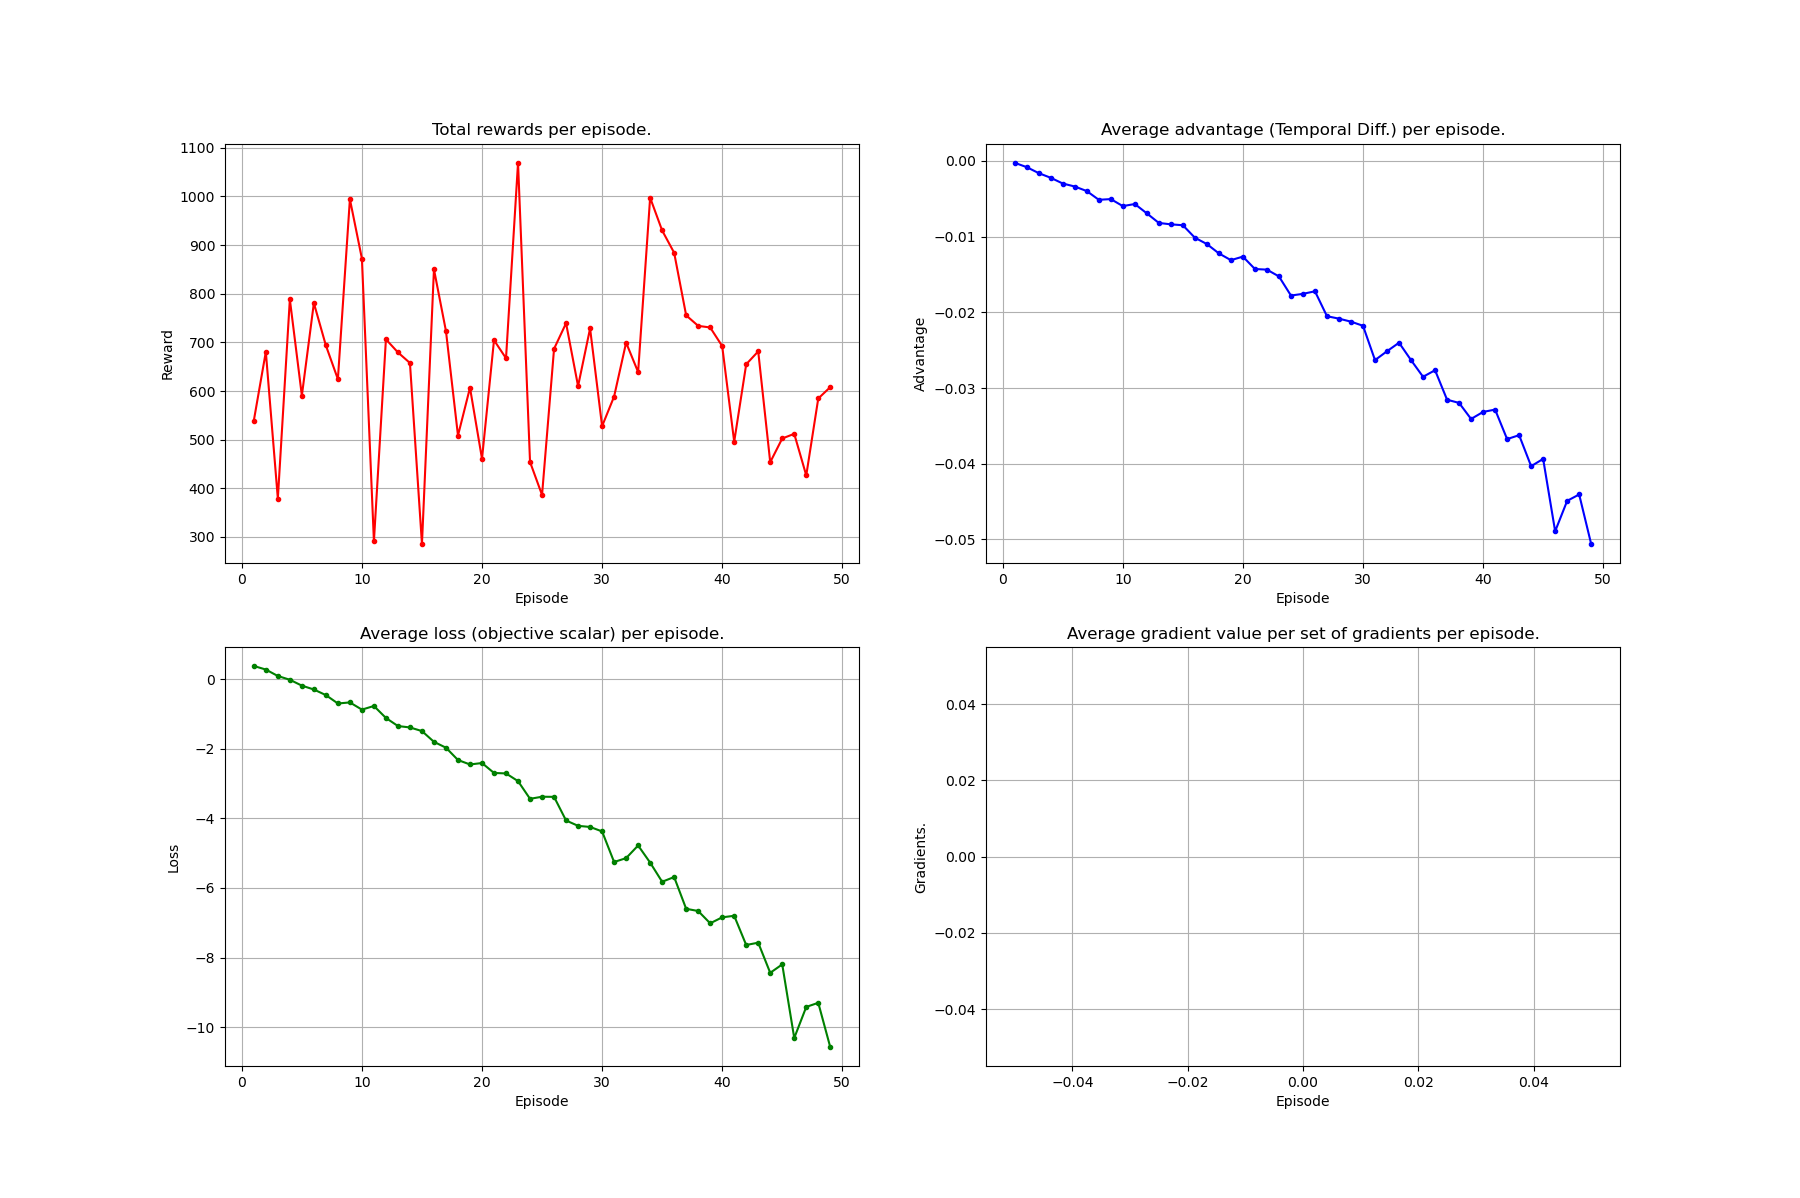 Total rewards per episode.
1100
1000
900
800
700
600
500
400
300
Reward
0 10 20 30 40 50
Episode
Average advantage (Temporal Diff.) per episode.
0.00
−0.01
−0.02
−0.03
−0.04
−0.05
Advantage
0 10 20 30 40 50
Episode
Average loss (objective scalar) per episode.
0
−2
−4
−6
−8
−10
Loss
0 10 20 30 40 50
Episode
Average gradient value per set of gradients per episode.
0.04
0.02
0.00
−0.02
−0.04
Gradients.
−0.04 −0.02 0.00 0.02 0.04
Episode